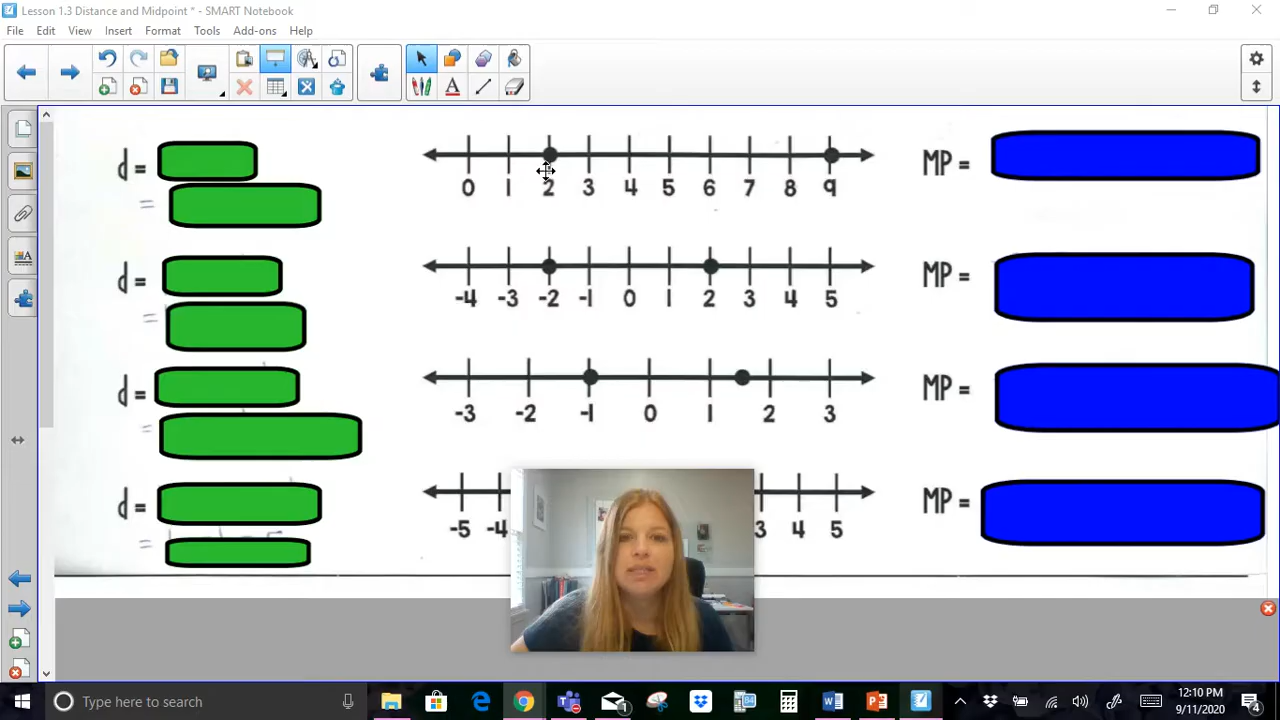 Lesson 1.3 Distance and Midpoint * - SMART Notebook
File Edit View Insert Format Tools Add-ons Help
d = MP =
=
0 1 2 3 4 5 6 7 8 9
d = MP =
=
-4 -3 -2 -1 0 1 2 3 4 5
d = MP =
=
-3 -2 -1 0 1 2 3
d = MP =
=
-5 -4 3 4 5
Type here to search
12:10 PM
9/11/2020